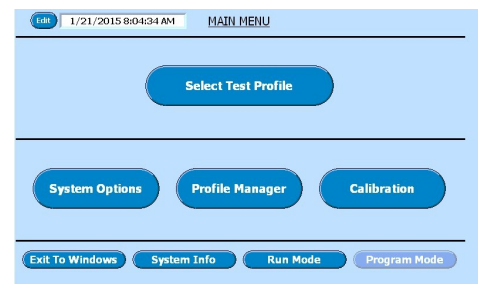 Edit 1/21/2015 8:04:34 AM MAIN MENU
Select Test Profile
System Options Profile Manager Calibration
Exit To Windows System Info Run Mode Program Mode